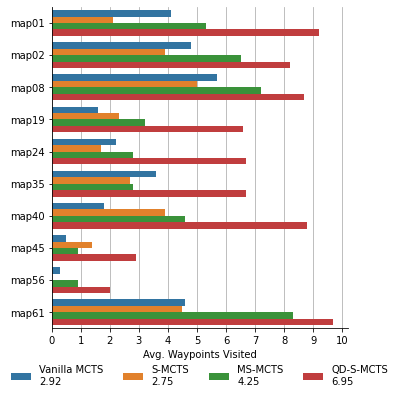 map01
map02
map08
map19
map24
map35
map40
map45
map56
map61
0 1 2 3 4 5 6 7 8 9 10
Avg. Waypoints Visited
Vanilla MCTS S-MCTS MS-MCTS QD-S-MCTS
2.92 2.75 4.25 6.95